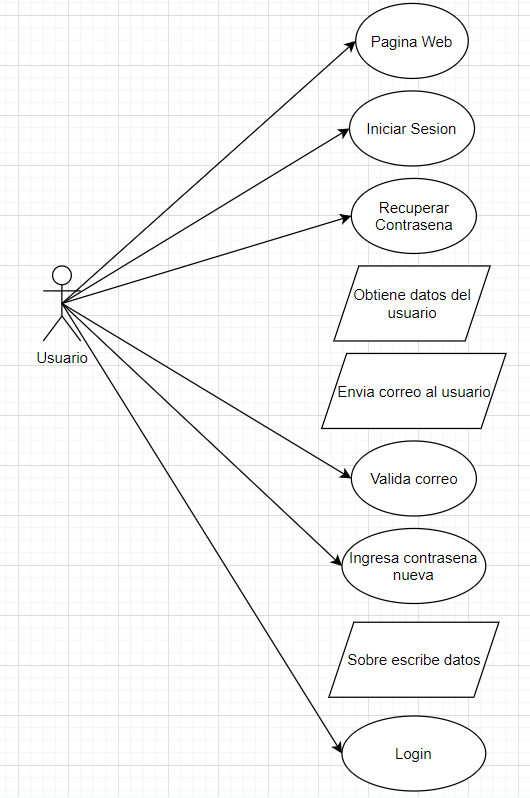 Pagina Web
Iniciar Sesion
Recuperar
Contrasena
Obtiene datos del
usuario
Usuario
Envia correo al usuario
Valida correo
Ingresa contrasena
nueva
Sobre escribe datos
Login